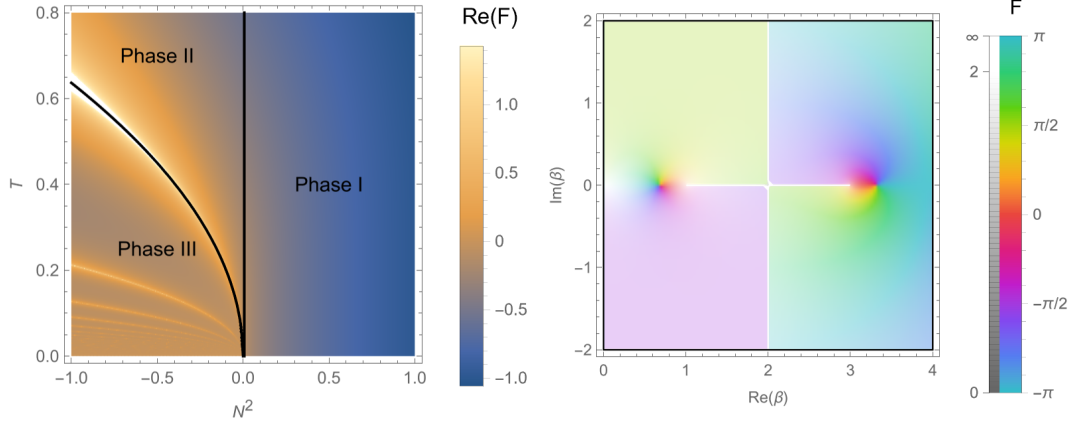 Re(F)
0.8
0.6
0.4
0.2
0.0
T
Phase II
Phase I
Phase III
−1.0
−0.5
0.0
0.5
1.0
N²
1.0
0.5
0
−0.5
−1.0
2
1
0
−1
−2
Im(β)
0
1
2
3
4
Re(β)
F
∞
2
0
π
π/2
0
−π/2
−π